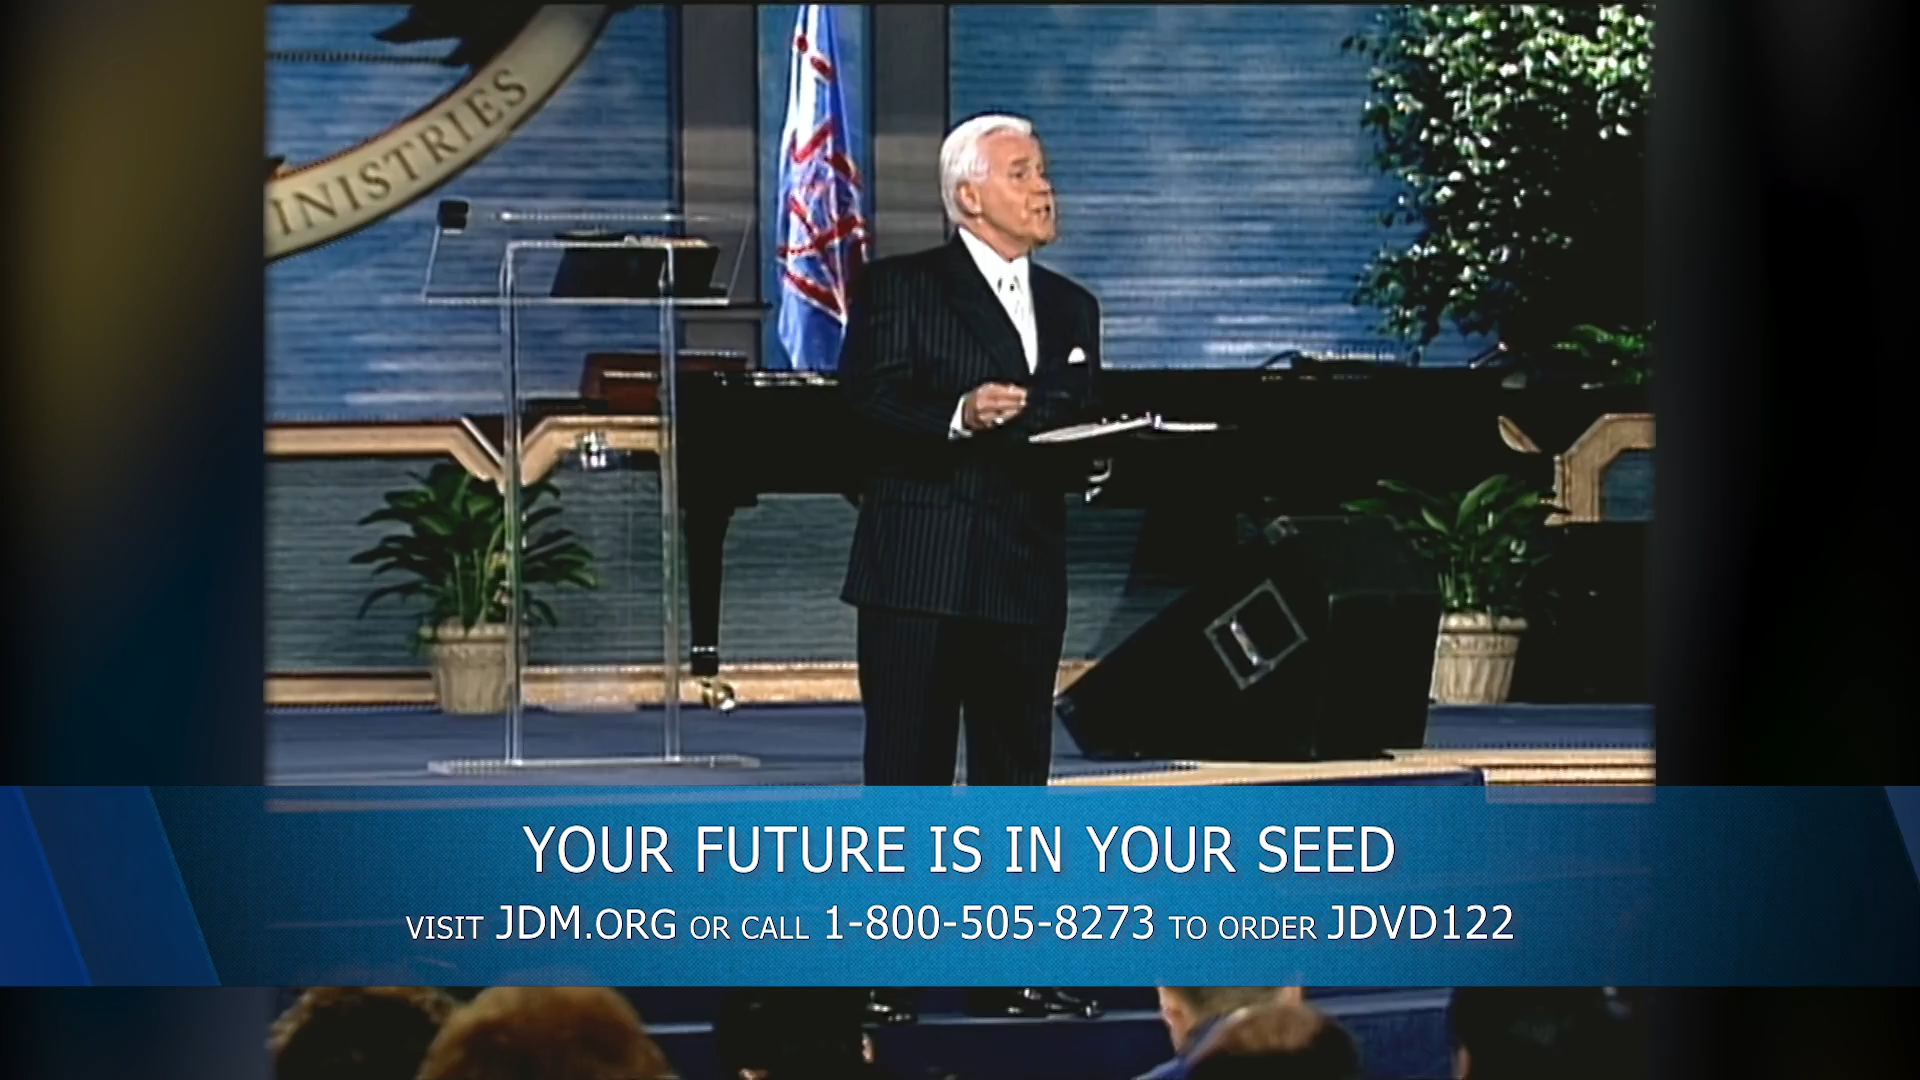 INISTRIES
YOUR FUTURE IS IN YOUR SEED
VISIT JDM.ORG OR CALL 1-800-505-8273 TO ORDER JDVD122